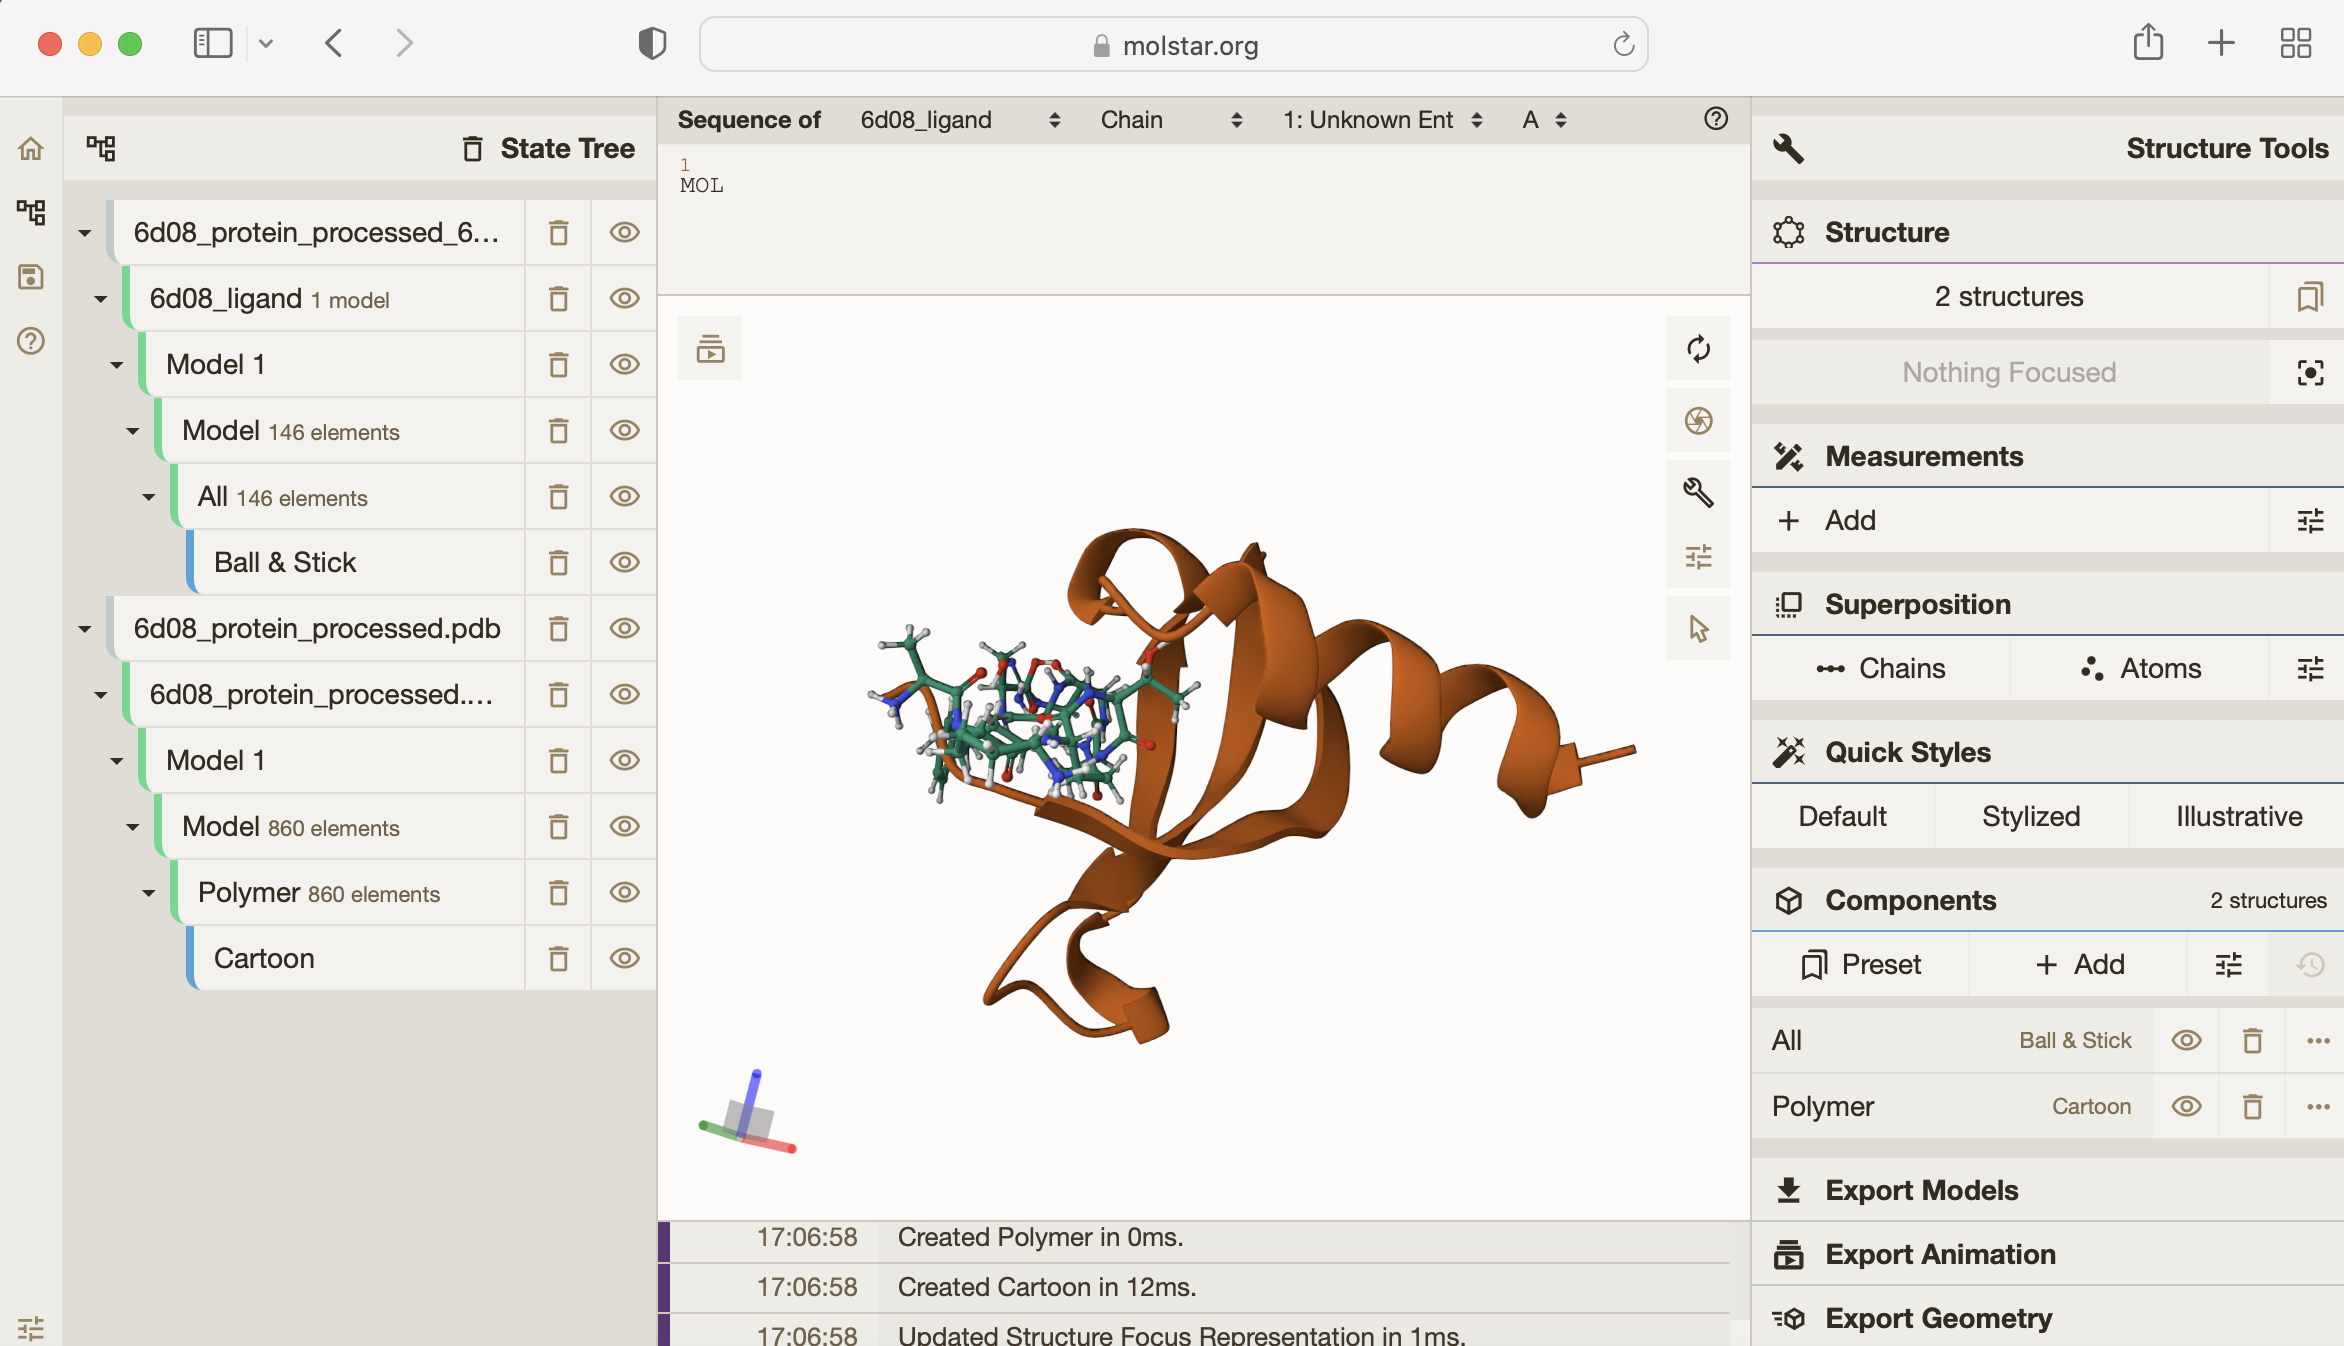 molstar.org
State Tree
6d08_protein_processed_6...
6d08_ligand 1 model
Model 1
Model 146 elements
All 146 elements
Ball & Stick
6d08_protein_processed.pdb
6d08_protein_processed....
Model 1
Model 860 elements
Polymer 860 elements
Cartoon
Sequence of 6d08_ligand Chain 1: Unknown Ent A
1
MOL
17:06:58 Created Polymer in 0ms.
17:06:58 Created Cartoon in 12ms.
17:06:58 Updated Structure Focus Representation in 1ms.
Structure Tools
Structure
2 structures
Nothing Focused
Measurements
+ Add
Superposition
Chains Atoms
Quick Styles
Default Stylized Illustrative
Components 2 structures
Preset + Add
All Ball & Stick
Polymer Cartoon
Export Models
Export Animation
Export Geometry